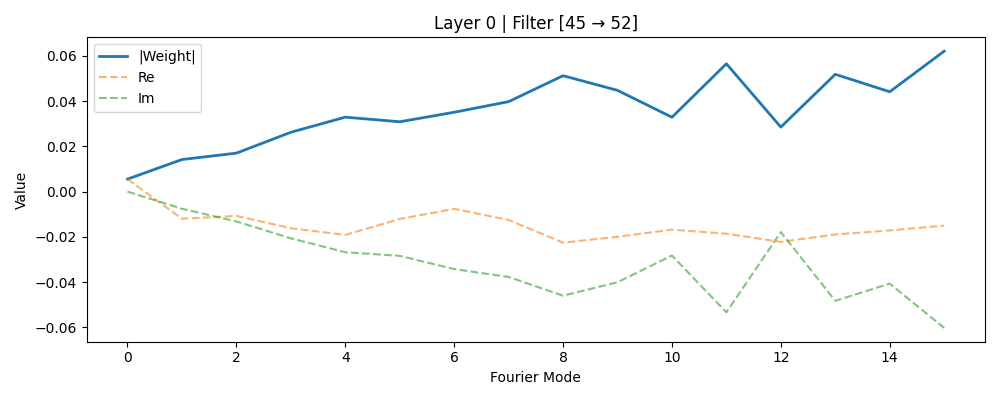 Layer 0 | Filter [45 → 52]
|Weight|
Re
Im
0.06
0.04
0.02
0.00
−0.02
−0.04
−0.06
Value
0 2 4 6 8 10 12 14
Fourier Mode